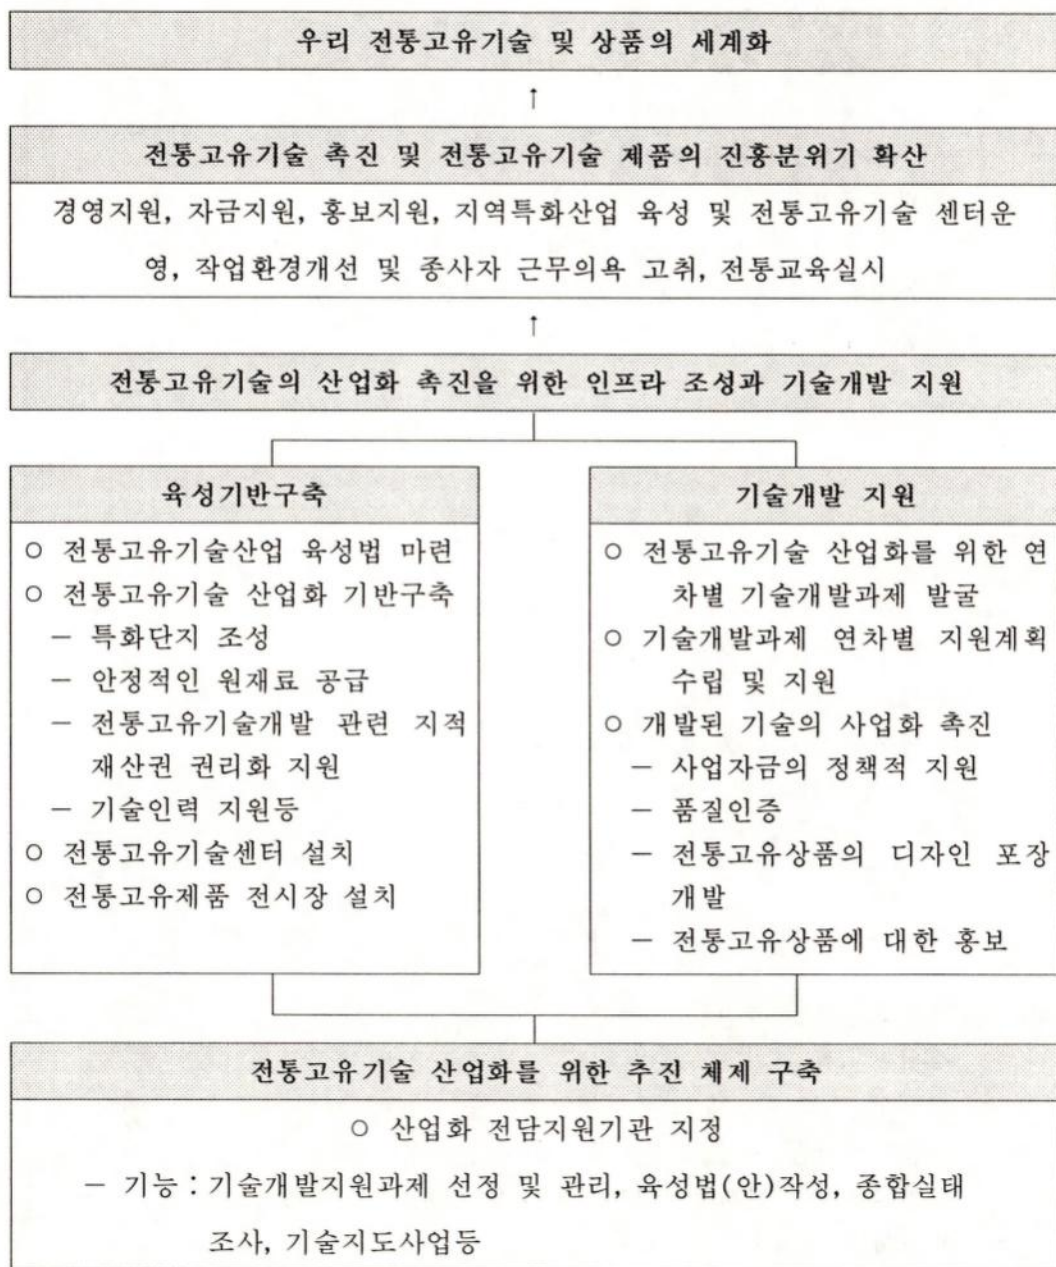 우리 전통고유기술 및 상품의 세계화
↑
전통고유기술 촉진 및 전통고유기술 제품의 진흥분위기 확산
경영지원, 자금지원, 홍보지원, 지역특화산업 육성 및 전통고유기술 센터운
영, 작업환경개선 및 종사자 근무의욕 고취, 전통교육실시
↑
전통고유기술의 산업화 촉진을 위한 인프라 조성과 기술개발 지원
육성기반구축
○ 전통고유기술산업 육성법 마련
○ 전통고유기술 산업화 기반구축
－ 특화단지 조성
－ 안정적인 원재료 공급
－ 전통고유기술개발 관련 지적
재산권 권리화 지원
－ 기술인력 지원등
○ 전통고유기술센터 설치
○ 전통고유제품 전시장 설치
기술개발 지원
○ 전통고유기술 산업화를 위한 연
차별 기술개발과제 발굴
○ 기술개발과제 연차별 지원계획
수립 및 지원
○ 개발된 기술의 사업화 촉진
－ 사업자금의 정책적 지원
－ 품질인증
－ 전통고유상품의 디자인 포장
개발
－ 전통고유상품에 대한 홍보
전통고유기술 산업화를 위한 추진 체제 구축
○ 산업화 전담지원기관 지정
－ 기능 : 기술개발지원과제 선정 및 관리, 육성법(안)작성, 종합실태
조사, 기술지도사업등